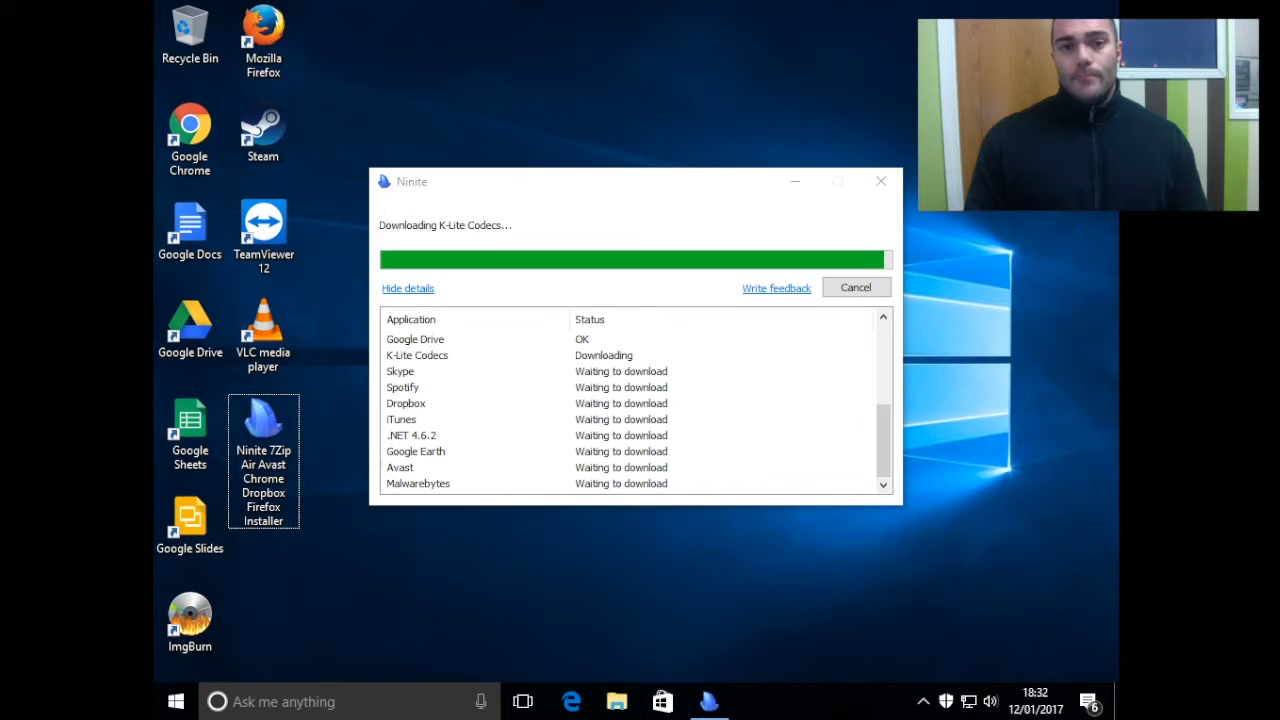 Recycle Bin
Mozilla
Firefox
Google
Chrome
Steam
Google Docs
TeamViewer
12
Google Drive
VLC media
player
Google
Sheets
Ninite 7Zip
Air Avast
Chrome
Dropbox
Firefox
Installer
Google Slides
ImgBurn
Ninite
Downloading K-Lite Codecs...
Hide details
Write feedback
Cancel
Application Status
Google Drive OK
K-Lite Codecs Downloading
Skype Waiting to download
Spotify Waiting to download
Dropbox Waiting to download
iTunes Waiting to download
.NET 4.6.2 Waiting to download
Google Earth Waiting to download
Avast Waiting to download
Malwarebytes Waiting to download
Ask me anything
18:32
12/01/2017
6